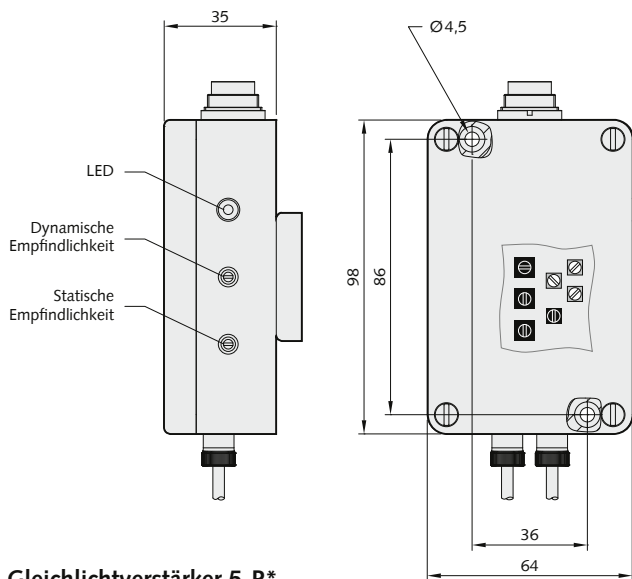 35
Ø4,5
LED
Dynamische
Empfindlichkeit
Statische
Empfindlichkeit
98
86
36
64
Gleichlichtverstärker 5-P*